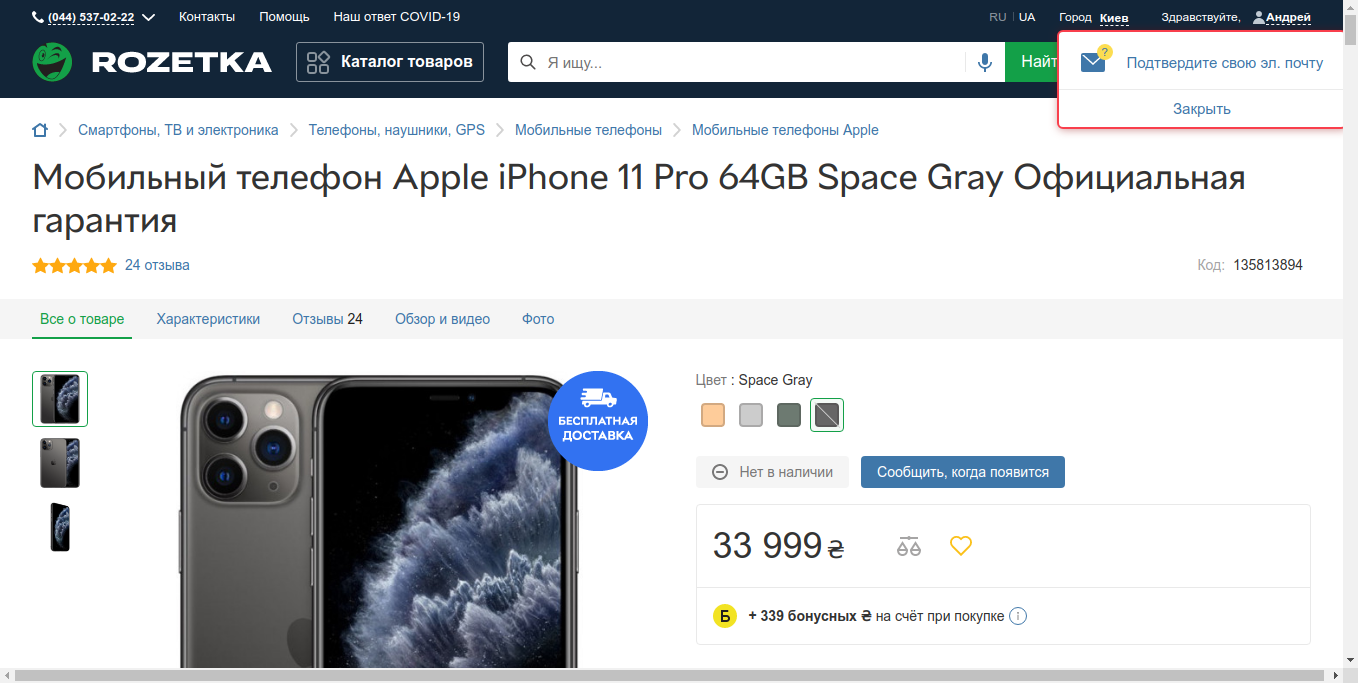 (044) 537-02-22 Контакты Помощь Наш ответ COVID-19 RU UA Город Киев Здравствуйте, Андрей
ROZETKA Каталог товаров Я ищу... Найт
?
Подтвердите свою эл. почту
Закрыть
Смартфоны, ТВ и электроника Телефоны, наушники, GPS Мобильные телефоны Мобильные телефоны Apple
Мобильный телефон Apple iPhone 11 Pro 64GB Space Gray Официальная
гарантия
24 отзыва Код: 135813894
Все о товаре Характеристики Отзывы 24 Обзор и видео Фото
БЕСПЛАТНАЯ
ДОСТАВКА
Цвет : Space Gray
Нет в наличии Сообщить, когда появится
33 999 ₴
Б + 339 бонусных ₴ на счёт при покупке i